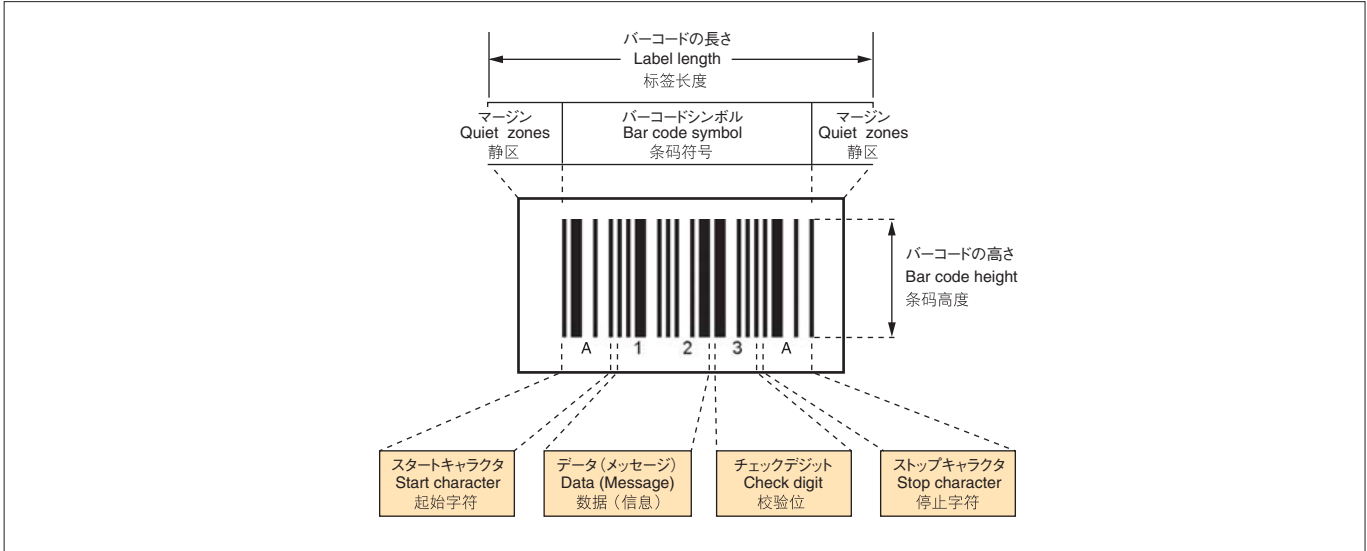 バーコードの長さ
Label length
标签长度
マージン
Quiet zones
静区
バーコードシンボル
Bar code symbol
条码符号
マージン
Quiet zones
静区
バーコードの高さ
Bar code height
条码高度
A 1 2 3 A
スタートキャラクタ
Start character
起始字符
データ（メッセージ）
Data (Message)
数据（信息）
チェックデジット
Check digit
校验位
ストップキャラクタ
Stop character
停止字符